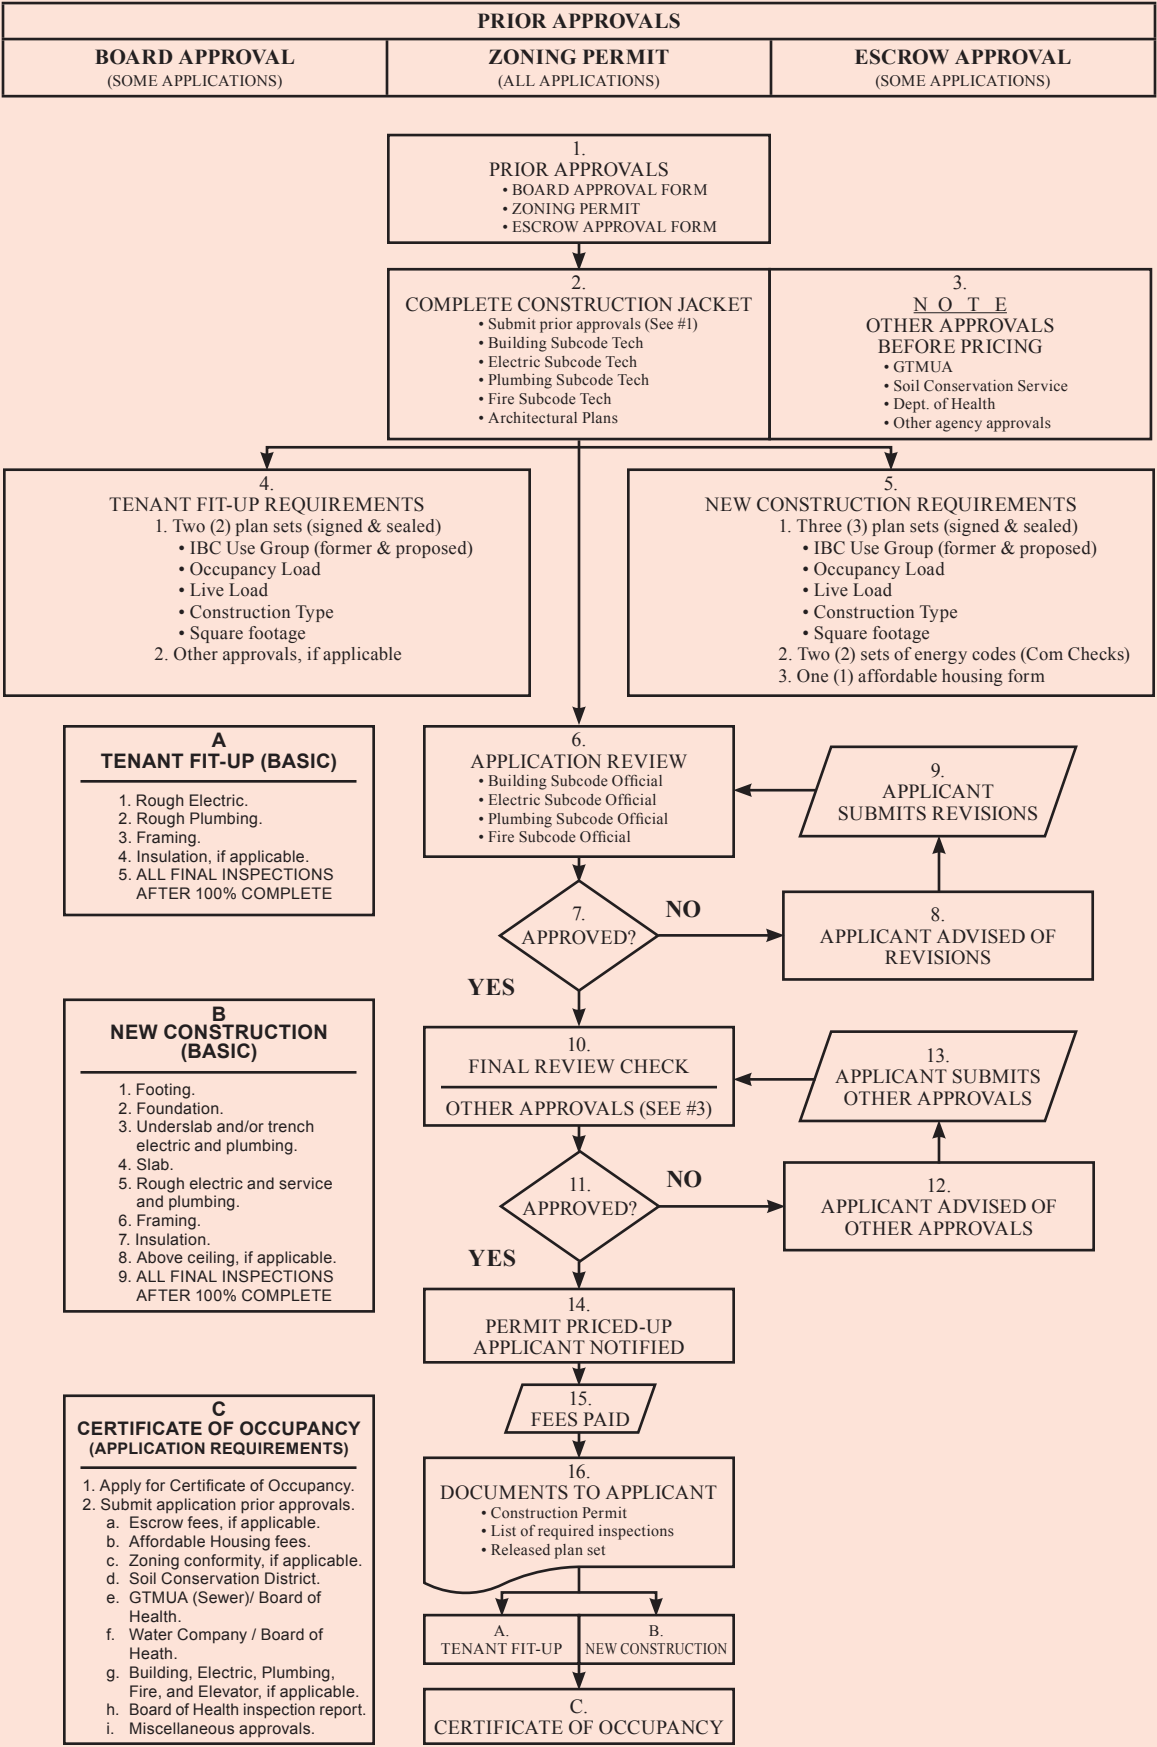 PRIOR APPROVALS
BOARD APPROVAL
(SOME APPLICATIONS)
ZONING PERMIT
(ALL APPLICATIONS)
ESCROW APPROVAL
(SOME APPLICATIONS)
1.
PRIOR APPROVALS
• BOARD APPROVAL FORM
• ZONING PERMIT
• ESCROW APPROVAL FORM
2.
COMPLETE CONSTRUCTION JACKET
• Submit prior approvals (See #1)
• Building Subcode Tech
• Electric Subcode Tech
• Plumbing Subcode Tech
• Fire Subcode Tech
• Architectural Plans
3.
N O T E
OTHER APPROVALS
BEFORE PRICING
• GTMUA
• Soil Conservation Service
• Dept. of Health
• Other agency approvals
4.
TENANT FIT-UP REQUIREMENTS
1. Two (2) plan sets (signed & sealed)
• IBC Use Group (former & proposed)
• Occupancy Load
• Live Load
• Construction Type
• Square footage
2. Other approvals, if applicable
5.
NEW CONSTRUCTION REQUIREMENTS
1. Three (3) plan sets (signed & sealed)
• IBC Use Group (former & proposed)
• Occupancy Load
• Live Load
• Construction Type
• Square footage
2. Two (2) sets of energy codes (Com Checks)
3. One (1) affordable housing form
A
TENANT FIT-UP (BASIC)
1. Rough Electric.
2. Rough Plumbing.
3. Framing.
4. Insulation, if applicable.
5. ALL FINAL INSPECTIONS
AFTER 100% COMPLETE
6.
APPLICATION REVIEW
• Building Subcode Official
• Electric Subcode Official
• Plumbing Subcode Official
• Fire Subcode Official
9.
APPLICANT
SUBMITS REVISIONS
7.
APPROVED?
NO
YES
8.
APPLICANT ADVISED OF
REVISIONS
B
NEW CONSTRUCTION
(BASIC)
1. Footing.
2. Foundation.
3. Underslab and/or trench
electric and plumbing.
4. Slab.
5. Rough electric and service
and plumbing.
6. Framing.
7. Insulation.
8. Above ceiling, if applicable.
9. ALL FINAL INSPECTIONS
AFTER 100% COMPLETE
10.
FINAL REVIEW CHECK
OTHER APPROVALS (SEE #3)
13.
APPLICANT SUBMITS
OTHER APPROVALS
11.
APPROVED?
NO
YES
12.
APPLICANT ADVISED OF
OTHER APPROVALS
14.
PERMIT PRICED-UP
APPLICANT NOTIFIED
15.
FEES PAID
C
CERTIFICATE OF OCCUPANCY
(APPLICATION REQUIREMENTS)
1. Apply for Certificate of Occupancy.
2. Submit application prior approvals.
a. Escrow fees, if applicable.
b. Affordable Housing fees.
c. Zoning conformity, if applicable.
d. Soil Conservation District.
e. GTMUA (Sewer)/ Board of
Health.
f. Water Company / Board of
Heath.
g. Building, Electric, Plumbing,
Fire, and Elevator, if applicable.
h. Board of Health inspection report.
i. Miscellaneous approvals.
16.
DOCUMENTS TO APPLICANT
• Construction Permit
• List of required inspections
• Released plan set
A.
TENANT FIT-UP
B.
NEW CONSTRUCTION
C.
CERTIFICATE OF OCCUPANCY